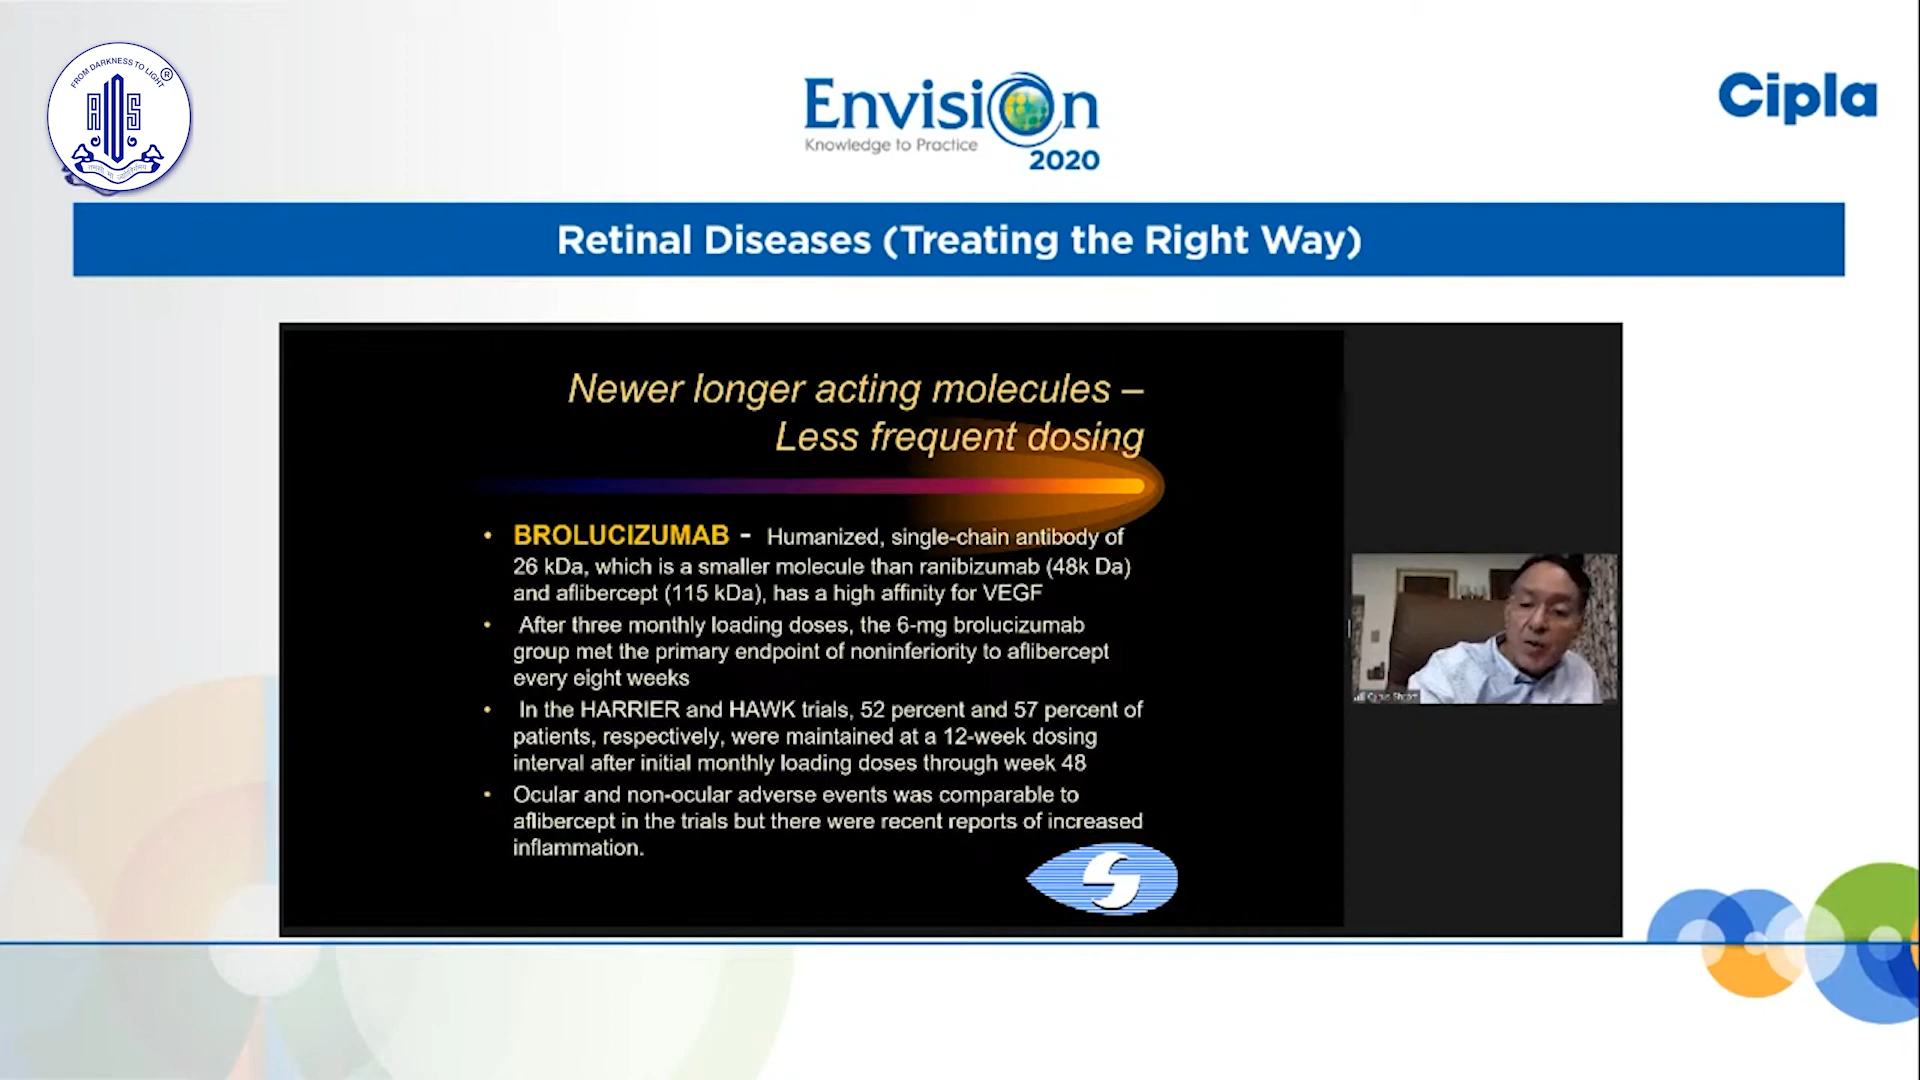 FROM DARKNESS TO LIGHT
®
AIOS
Envision
Knowledge to Practice
2020
Cipla
Retinal Diseases (Treating the Right Way)
Newer longer acting molecules –
Less frequent dosing
• BROLUCIZUMAB - Humanized, single-chain antibody of
26 kDa, which is a smaller molecule than ranibizumab (48k Da)
and aflibercept (115 kDa), has a high affinity for VEGF
• After three monthly loading doses, the 6-mg brolucizumab
group met the primary endpoint of noninferiority to aflibercept
every eight weeks
• In the HARRIER and HAWK trials, 52 percent and 57 percent of
patients, respectively, were maintained at a 12-week dosing
interval after initial monthly loading doses through week 48
• Ocular and non-ocular adverse events was comparable to
aflibercept in the trials but there were recent reports of increased
inflammation.